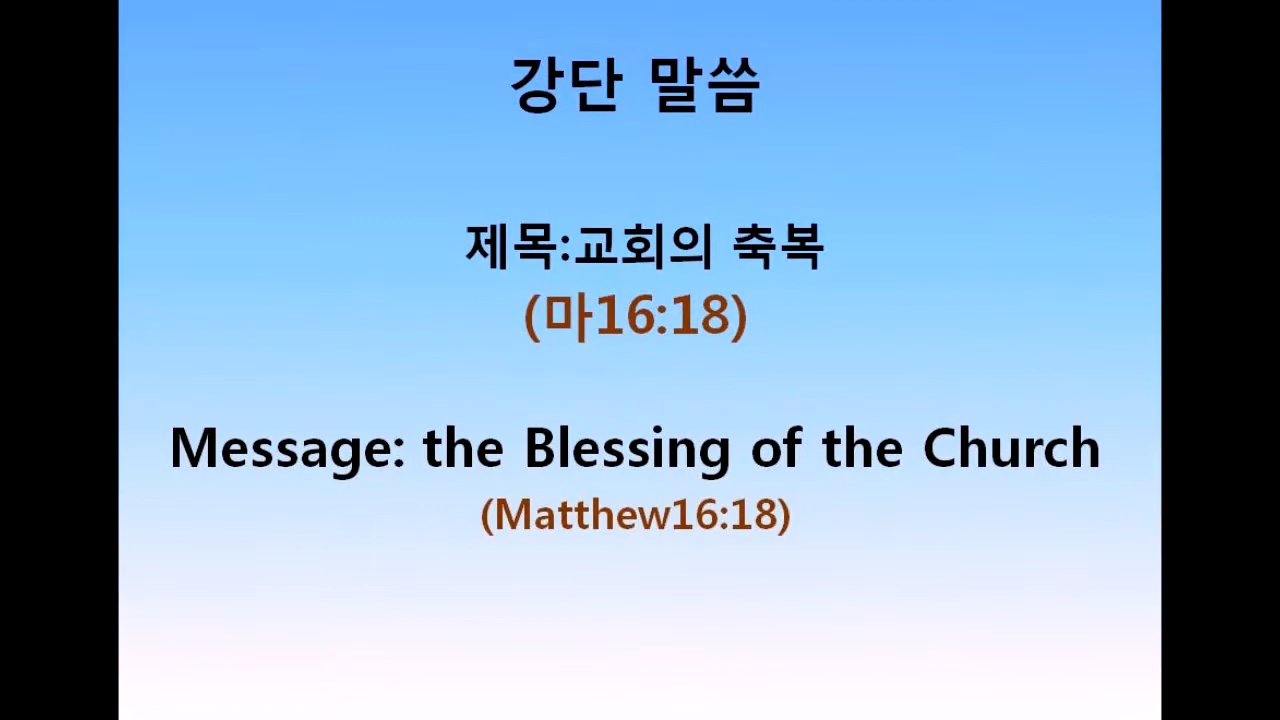 강단 말씀
제목:교회의 축복
(마16:18)
Message: the Blessing of the Church
(Matthew16:18)